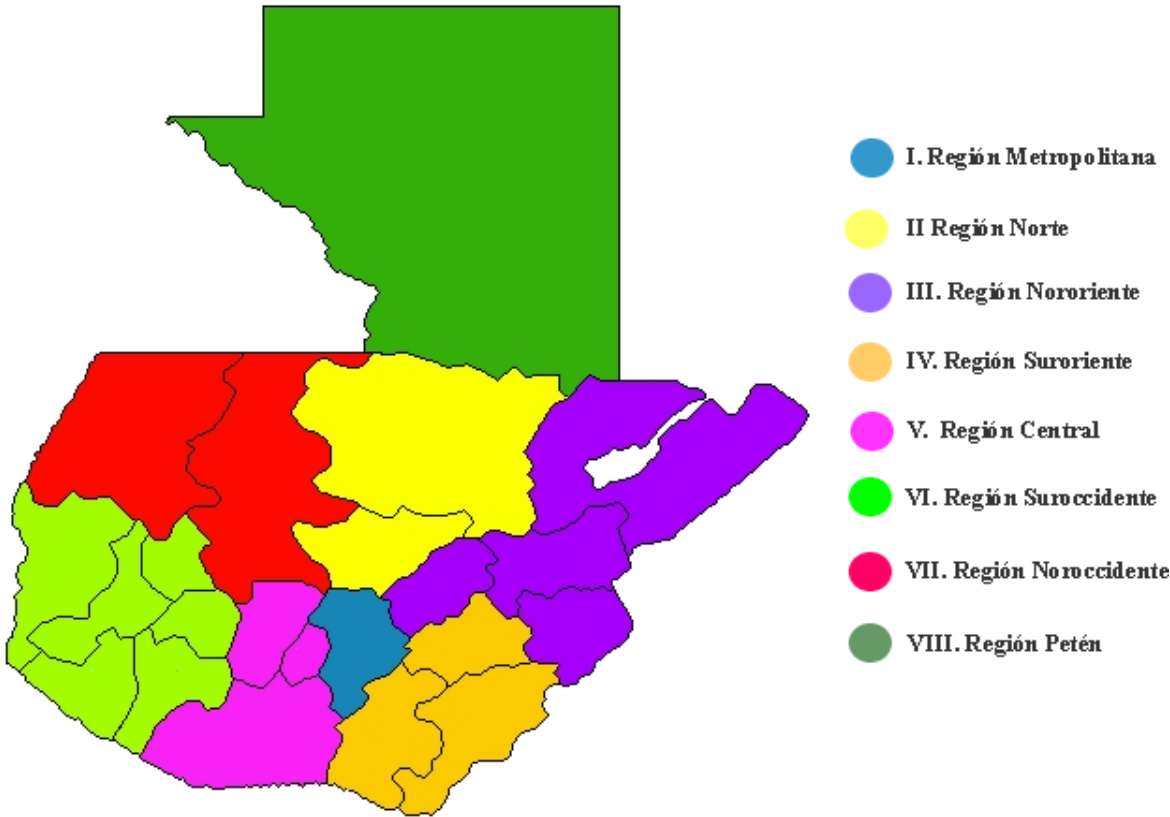 I. Región Metropolitana
II Región Norte
III. Región Nororiente
IV. Región Suroriente
V. Región Central
VI. Región Suroccidente
VII. Región Noroccidente
VIII. Región Petén